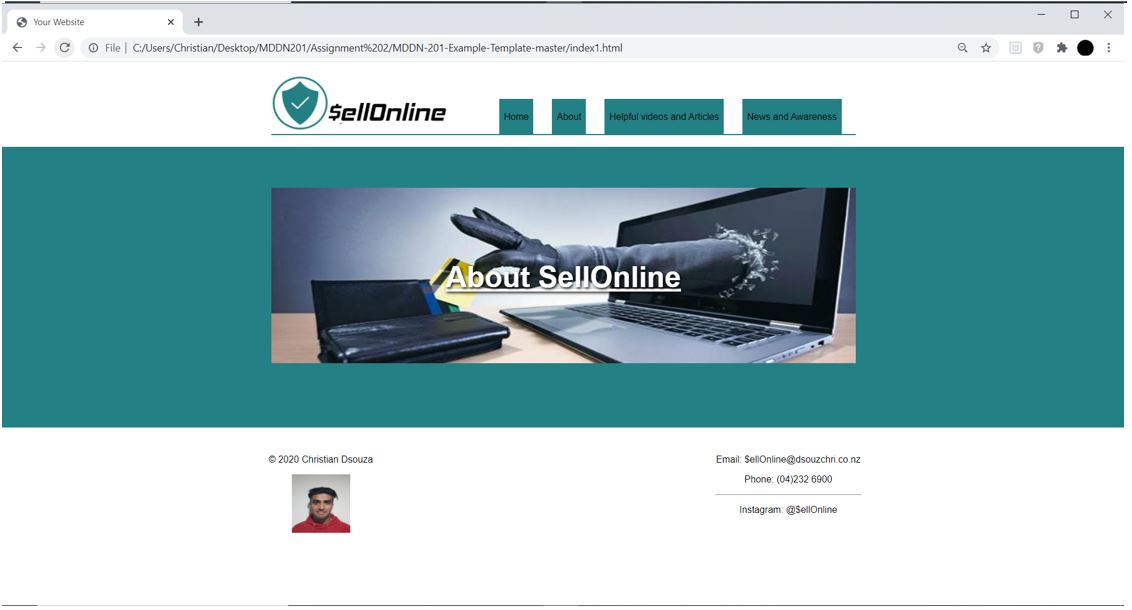 Your Website
File | C:/Users/Christian/Desktop/MDDN201/Assignment%202/MDDN-201-Example-Template-master/index1.html
$ellOnline
Home About Helpful videos and Articles News and Awareness
About SellOnline
© 2020 Christian Dsouza
Email: $ellOnline@dsouzchri.co.nz
Phone: (04)232 6900
Instagram: @$ellOnline